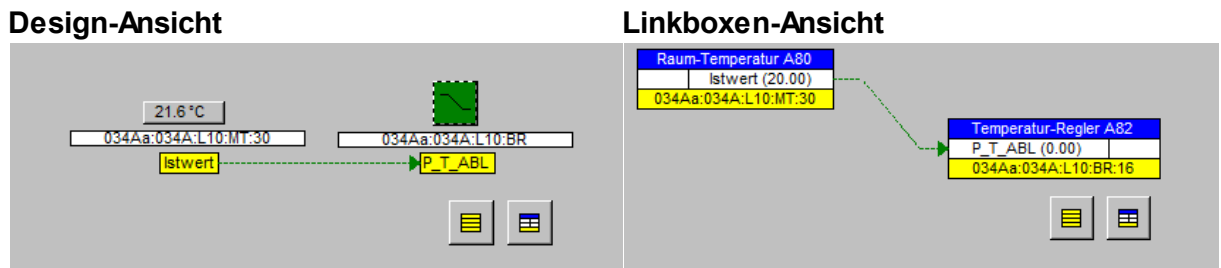 Design-Ansicht
21.6 °C
034Aa:034A:L10:MT:30
034Aa:034A:L10:BR
Istwert
P_T_ABL
Linkboxen-Ansicht
Raum-Temperatur A80
Istwert (20.00)
034Aa:034A:L10:MT:30
Temperatur-Regler A82
P_T_ABL (0.00)
034Aa:034A:L10:BR:16